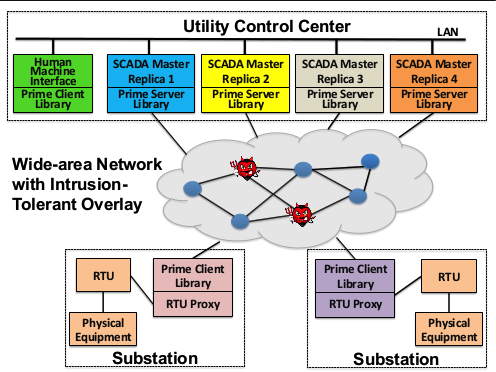 Utility Control Center
LAN
Human
Machine
Interface
Prime Client
Library
SCADA Master
Replica 1
Prime Server
Library
SCADA Master
Replica 2
Prime Server
Library
SCADA Master
Replica 3
Prime Server
Library
SCADA Master
Replica 4
Prime Server
Library
Wide-area Network
with Intrusion-
Tolerant Overlay
RTU
Physical
Equipment
Prime Client
Library
RTU Proxy
Substation
Prime Client
Library
RTU Proxy
RTU
Physical
Equipment
Substation